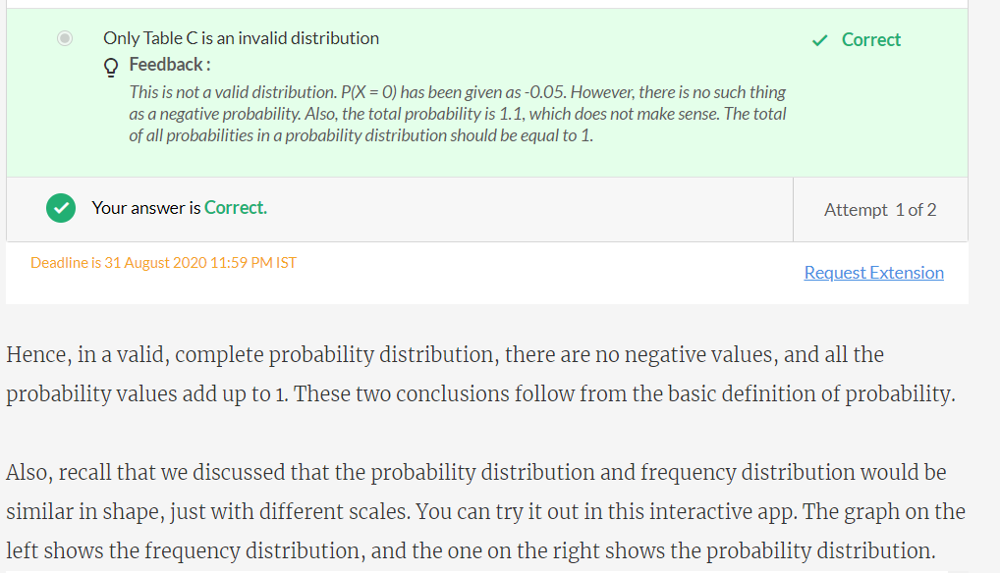 Only Table C is an invalid distribution
Correct
Feedback :
This is not a valid distribution. P(X = 0) has been given as -0.05. However, there is no such thing
as a negative probability. Also, the total probability is 1.1, which does not make sense. The total
of all probabilities in a probability distribution should be equal to 1.
Your answer is Correct.
Attempt 1 of 2
Deadline is 31 August 2020 11:59 PM IST
Request Extension
Hence, in a valid, complete probability distribution, there are no negative values, and all the
probability values add up to 1. These two conclusions follow from the basic definition of probability.
Also, recall that we discussed that the probability distribution and frequency distribution would be
similar in shape, just with different scales. You can try it out in this interactive app. The graph on the
left shows the frequency distribution, and the one on the right shows the probability distribution.